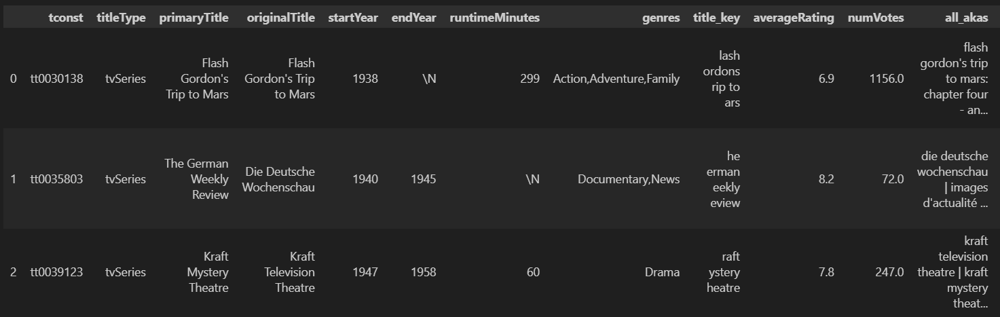 tconst titleType primaryTitle originalTitle startYear endYear runtimeMinutes genres title_key averageRating numVotes all_akas
0 tt0030138 tvSeries Flash Gordon's Trip to Mars Flash Gordon's Trip to Mars 1938 \N 299 Action,Adventure,Family lash ordons rip to ars 6.9 1156.0 flash gordon's trip to mars: chapter four - an...
1 tt0035803 tvSeries The German Weekly Review Die Deutsche Wochenschau 1940 1945 \N Documentary,News he erman eekly eview 8.2 72.0 die deutsche wochenschau | images d'actualité ...
2 tt0039123 tvSeries Kraft Mystery Theatre Kraft Television Theatre 1947 1958 60 Drama raft ystery heatre 7.8 247.0 kraft television theatre | kraft mystery theat...